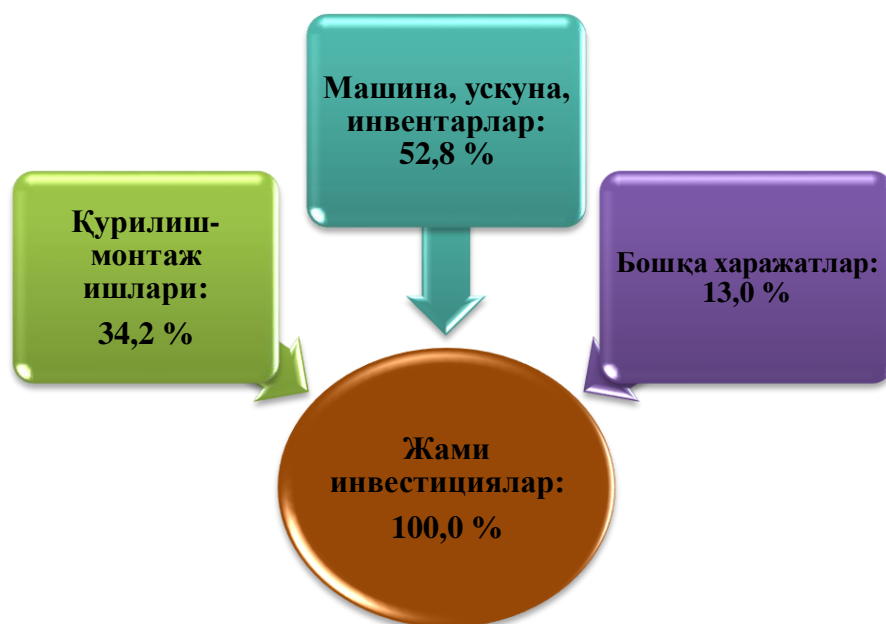 Машина, ускуна,
инвентарлар:
52,8 %
Қурилиш-
монтаж
ишлари:
34,2 %
Бошқа харажатлар:
13,0 %
Жами
инвестициялар:
100,0 %